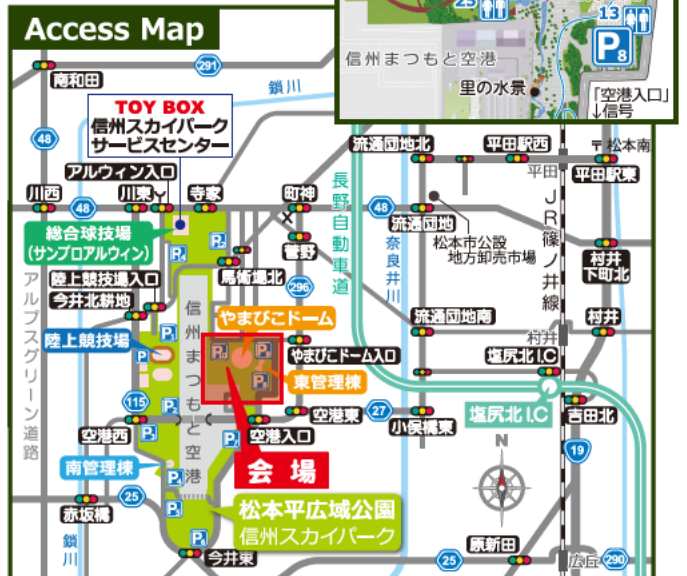 Access Map
23
13
P8
信州まつもと空港
里の水景
「空港入口」
↓信号
南和田
291
鎖川
TOY BOX
信州スカイパーク
サービスセンター
48
アルウィン入口
川西
48
川東
寺家
町神
48
流通団地北
平田駅西
〒松本南
平田
平田駅東
長野自動車道
流通団地
松本市公設
地方卸売市場
JR篠ノ井線
奈良井川
総合球技場
(サンプロアルウィン)
P4
菅野
馬術場北
296
村井
下町北
アルプスグリーン道路
陸上競技場入口
今井北耕地
信州まつもと空港
やまびこドーム
流通団地南
村井
村井
陸上競技場
P
P1
やまびこドーム入口
塩尻北I.C
東管理棟
115
P2
空港東
27
小俣橋東
塩尻北I.C
吉田北
空港西
空港入口
会場
N
19
南管理棟
P4
25
赤坂橋
松本平広域公園
信州スカイパーク
鎖川
今井東
原新田
25
広丘
290